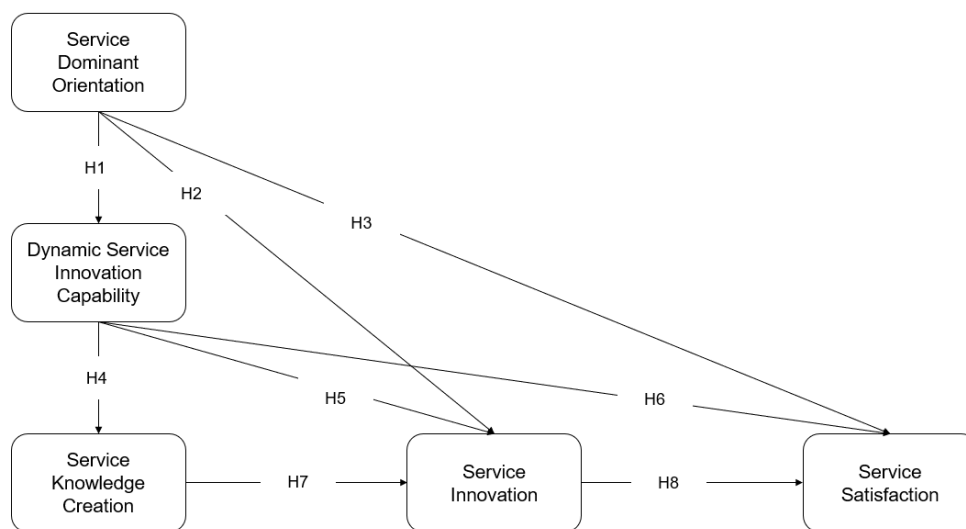 Service
Dominant
Orientation
H1
H2
H3
Dynamic Service
Innovation
Capability
H4
H5
H6
Service
Knowledge
Creation
H7
Service
Innovation
H8
Service
Satisfaction